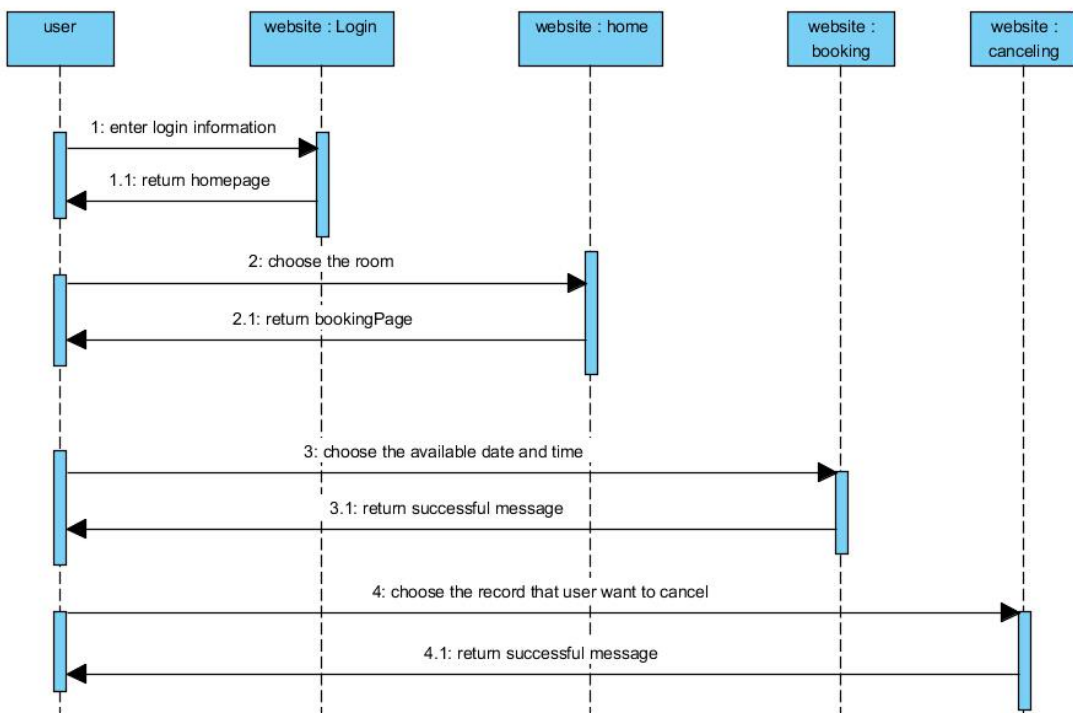 user
website : Login
website : home
website :
booking
website :
canceling
1: enter login information
1.1: return homepage
2: choose the room
2.1: return bookingPage
3: choose the available date and time
3.1: return successful message
4: choose the record that user want to cancel
4.1: return successful message